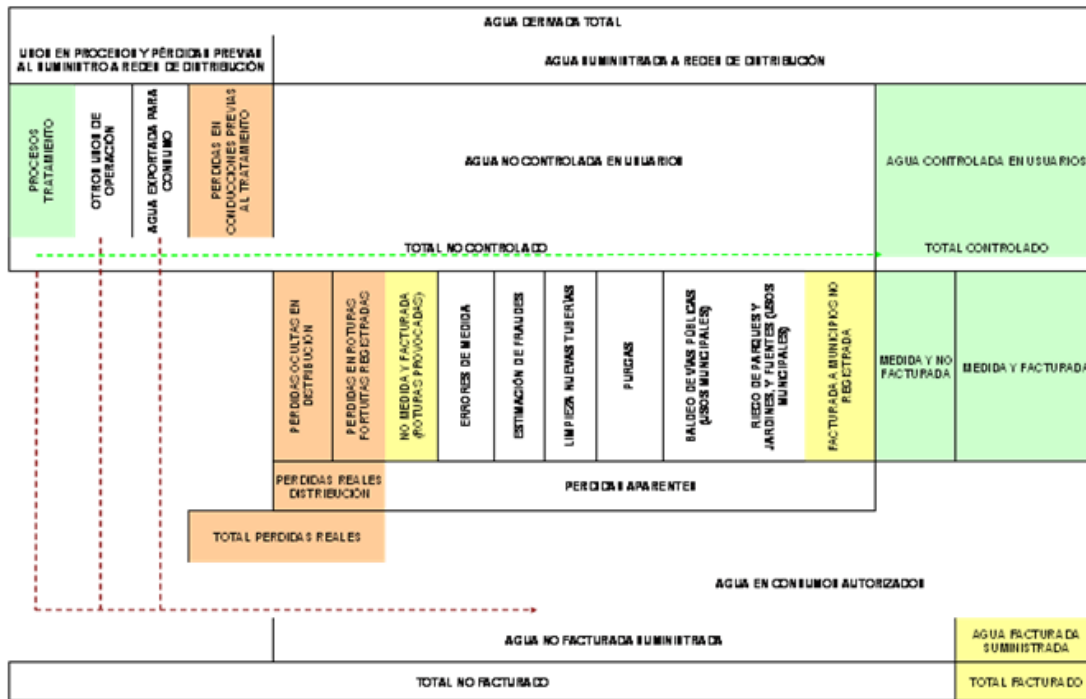 AGUA DERIVADA TOTAL
USOS EN PROCESOS Y PÉRDIDAS PREVIAS
AL SUMINISTRO A REDES DE DISTRIBUCIÓN
AGUA SUMINISTRADA A REDES DE DISTRIBUCIÓN
PROCESOS
TRATAMIENTO
OTROS USOS DE
OPERACIÓN
AGUA EXPORTADA PARA
CONSUMO
PERDIDAS EN
CONDUCCIONES PREVIAS
AL TRATAMIENTO
AGUA NO CONTROLADA EN USUARIOS
AGUA CONTROLADA EN USUARIOS
TOTAL NO CONTROLADO
TOTAL CONTROLADO
PERDIDAS OCULTAS EN
DISTRIBUCIÓN
PERDIDAS EN ROTURAS
FORTUITAS REGISTRADAS
NO MEDIDA Y FACTURADA
(ROTURAS PROVOCADAS)
ERRORES DE MEDIDA
ESTIMACIÓN DE FRAUDES
LIMPIEZA NUEVAS TUBERÍAS
PURGAS
BALDEO DE VÍAS PÚBLICAS
(USOS MUNICIPALES)
RIEGO DE PARQUES Y
JARDINES, Y FUENTES (USOS
MUNICIPALES)
FACTURADA A MUNICIPIOS NO
REGISTRADA
MEDIDA Y NO
FACTURADA
MEDIDA Y FACTURADA
PERDIDAS REALES
DISTRIBUCIÓN
PERDIDAS APARENTES
TOTAL PERDIDAS REALES
AGUA EN CONSUMOS AUTORIZADOS
AGUA NO FACTURADA SUMINISTRADA
AGUA FACTURADA
SUMINISTRADA
TOTAL NO FACTURADO
TOTAL FACTURADO